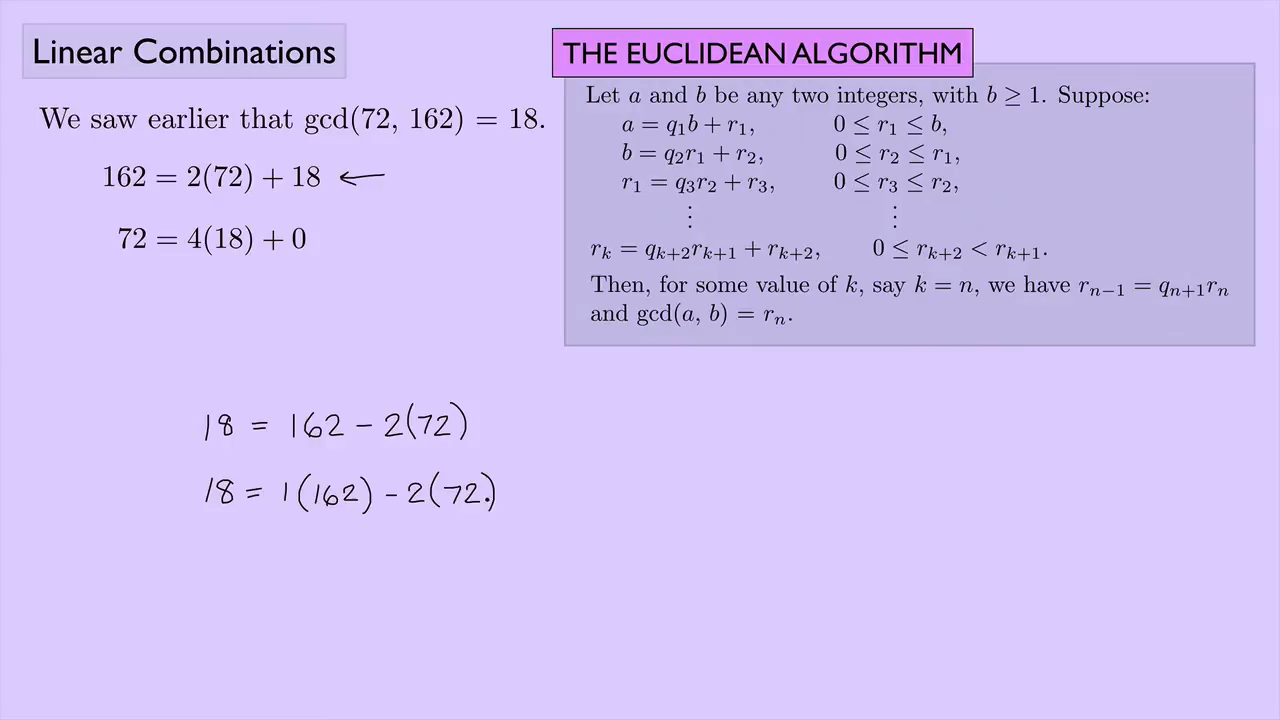 Linear Combinations
We saw earlier that gcd(72, 162) = 18.
162 = 2(72) + 18 ←
72 = 4(18) + 0
THE EUCLIDEAN ALGORITHM
Let a and b be any two integers, with b ≥ 1. Suppose:
a = q₁b + r₁, 0 ≤ r₁ ≤ b,
b = q₂r₁ + r₂, 0 ≤ r₂ ≤ r₁,
r₁ = q₃r₂ + r₃, 0 ≤ r₃ ≤ r₂,
⋮ ⋮
rₖ = qₖ₊₂rₖ₊₁ + rₖ₊₂, 0 ≤ rₖ₊₂ < rₖ₊₁.
Then, for some value of k, say k = n, we have rₙ₋₁ = qₙ₊₁rₙ
and gcd(a, b) = rₙ.
18 = 162 − 2(72)
18 = 1(162) − 2(72)